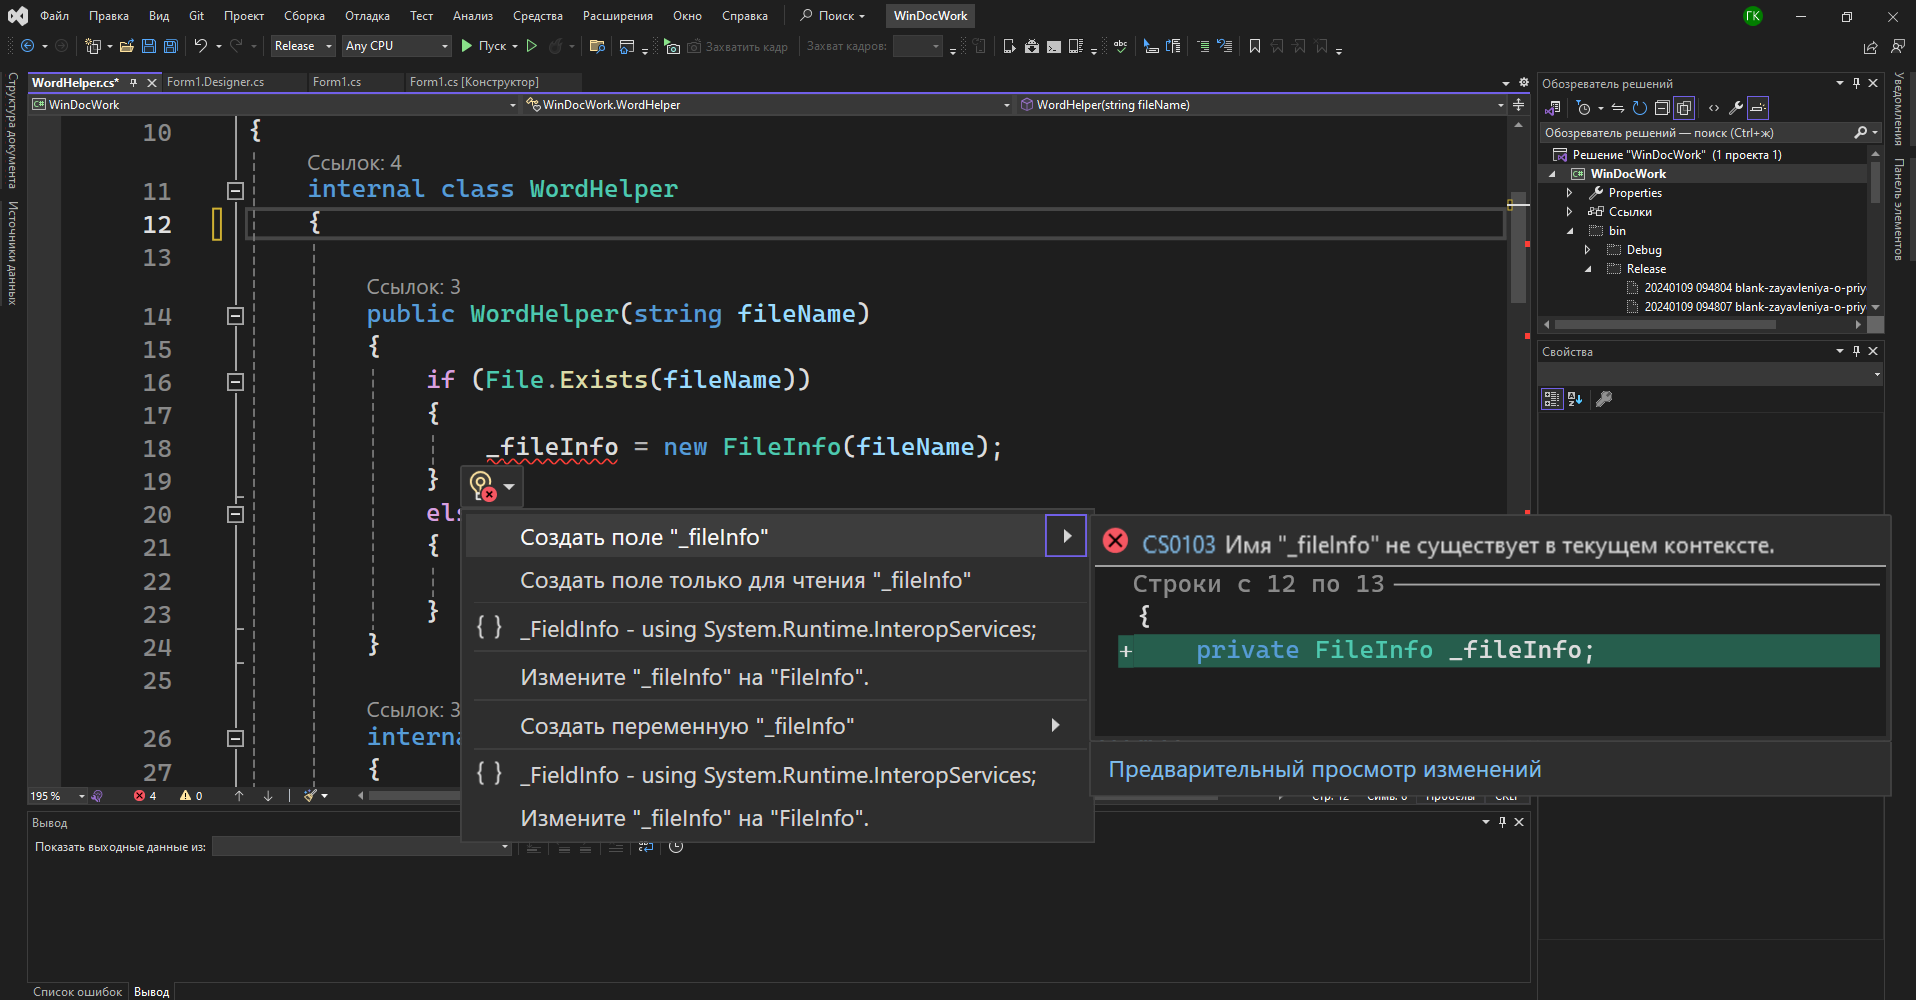 Файл Правка Вид Git Проект Сборка Отладка Тест Анализ Средства Расширения Окно Справка Поиск WinDocWork ГК
Release Any CPU Пуск Захватить кадр Захват кадров: abc
WordHelper.cs* Form1.Designer.cs Form1.cs Form1.cs [Конструктор]
WinDocWork WinDocWork.WordHelper WordHelper(string fileName)
Структура документа
Источники данных
10 {
Ссылок: 4
11 internal class WordHelper
12 {
13
Ссылок: 3
14 public WordHelper(string fileName)
15 {
16 if (File.Exists(fileName))
17 {
18 _fileInfo = new FileInfo(fileName);
19 }
20 els
21 {
22
23 }
24 }
25
Ссылок: 3
26 interna
27 {
Создать поле "_fileInfo"
Создать поле только для чтения "_fileInfo"
{ } _FieldInfo - using System.Runtime.InteropServices;
Измените "_fileInfo" на "FileInfo".
Создать переменную "_fileInfo"
{ } _FieldInfo - using System.Runtime.InteropServices;
Измените "_fileInfo" на "FileInfo".
CS0103 Имя "_fileInfo" не существует в текущем контексте.
Строки с 12 по 13
{
+ private FileInfo _fileInfo;
Предварительный просмотр изменений
195 % 4 0 Стр: 12 Симв: 6 Пробелы CRLF
Вывод
Показать выходные данные из:
Список ошибок Вывод
Обозреватель решений
Обозреватель решений — поиск (Ctrl+ж)
Решение "WinDocWork" (1 проекта 1)
C# WinDocWork
Properties
Ссылки
bin
Debug
Release
20240109 094804 blank-zayavleniya-o-priy
20240109 094807 blank-zayavleniya-o-priy
Свойства
Уведомления
Панель элементов